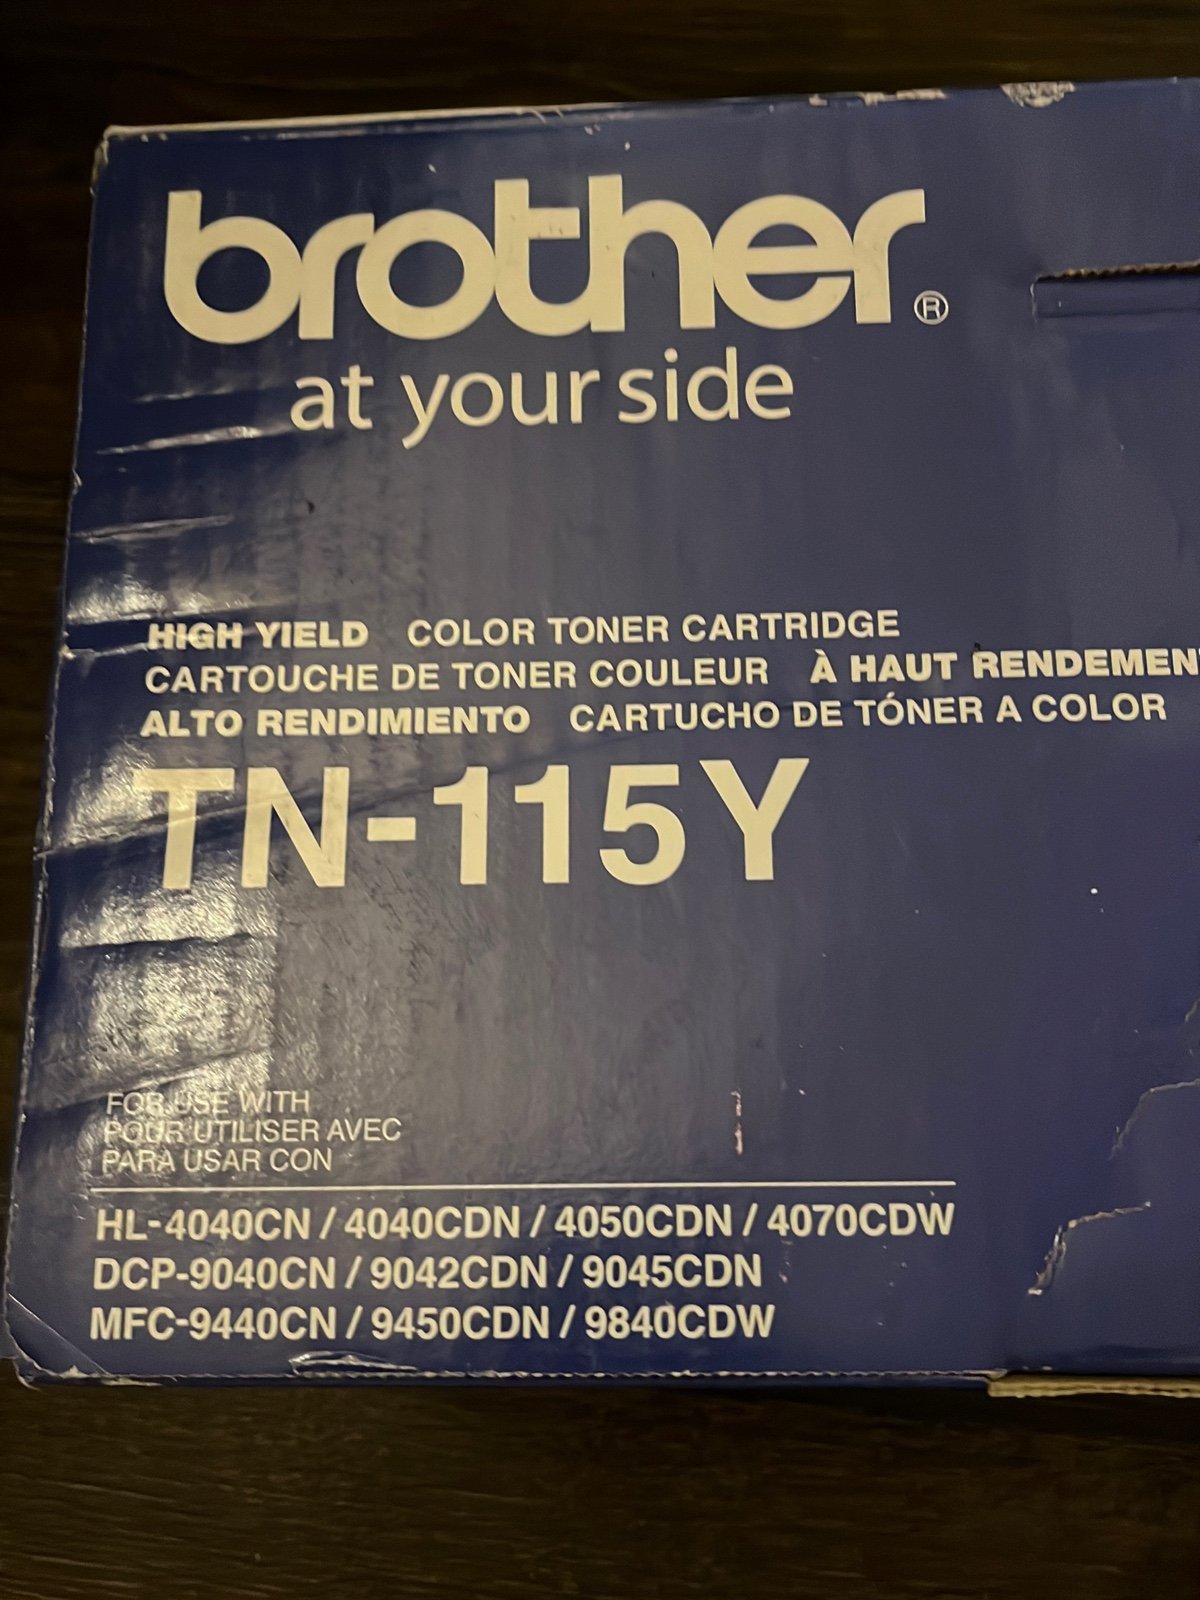 brother®
at your side
HIGH YIELD COLOR TONER CARTRIDGE
CARTOUCHE DE TONER COULEUR À HAUT RENDEMEN
ALTO RENDIMIENTO CARTUCHO DE TÓNER A COLOR
TN-115Y
FOR USE WITH
POUR UTILISER AVEC
PARA USAR CON
HL-4040CN / 4040CDN / 4050CDN / 4070CDW
DCP-9040CN / 9042CDN / 9045CDN
MFC-9440CN / 9450CDN / 9840CDW